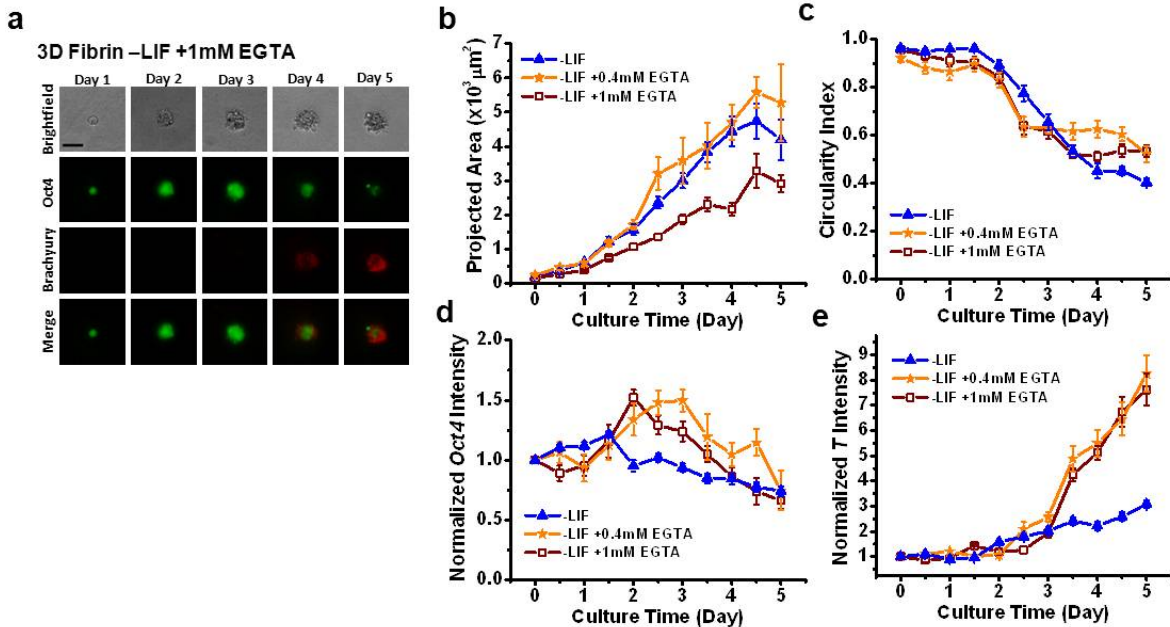 a
3D Fibrin –LIF +1mM EGTA
Day 1 Day 2 Day 3 Day 4 Day 5
Brightfield
Oct4
Brachyury
Merge
b
Projected Area (x10³ μm²)
7
6
5
4
3
2
1
0
-LIF
-LIF +0.4mM EGTA
-LIF +1mM EGTA
0 1 2 3 4 5
Culture Time (Day)
c
Circularity Index
1.0
0.8
0.6
0.4
0.2
0.0
-LIF
-LIF +0.4mM EGTA
-LIF +1mM EGTA
0 1 2 3 4 5
Culture Time (Day)
d
Normalized Oct4 Intensity
2.0
1.5
1.0
0.5
0.0
-LIF
-LIF +0.4mM EGTA
-LIF +1mM EGTA
0 1 2 3 4 5
Culture Time (Day)
e
Normalized T Intensity
9
8
7
6
5
4
3
2
1
-LIF
-LIF +0.4mM EGTA
-LIF +1mM EGTA
0 1 2 3 4 5
Culture Time (Day)